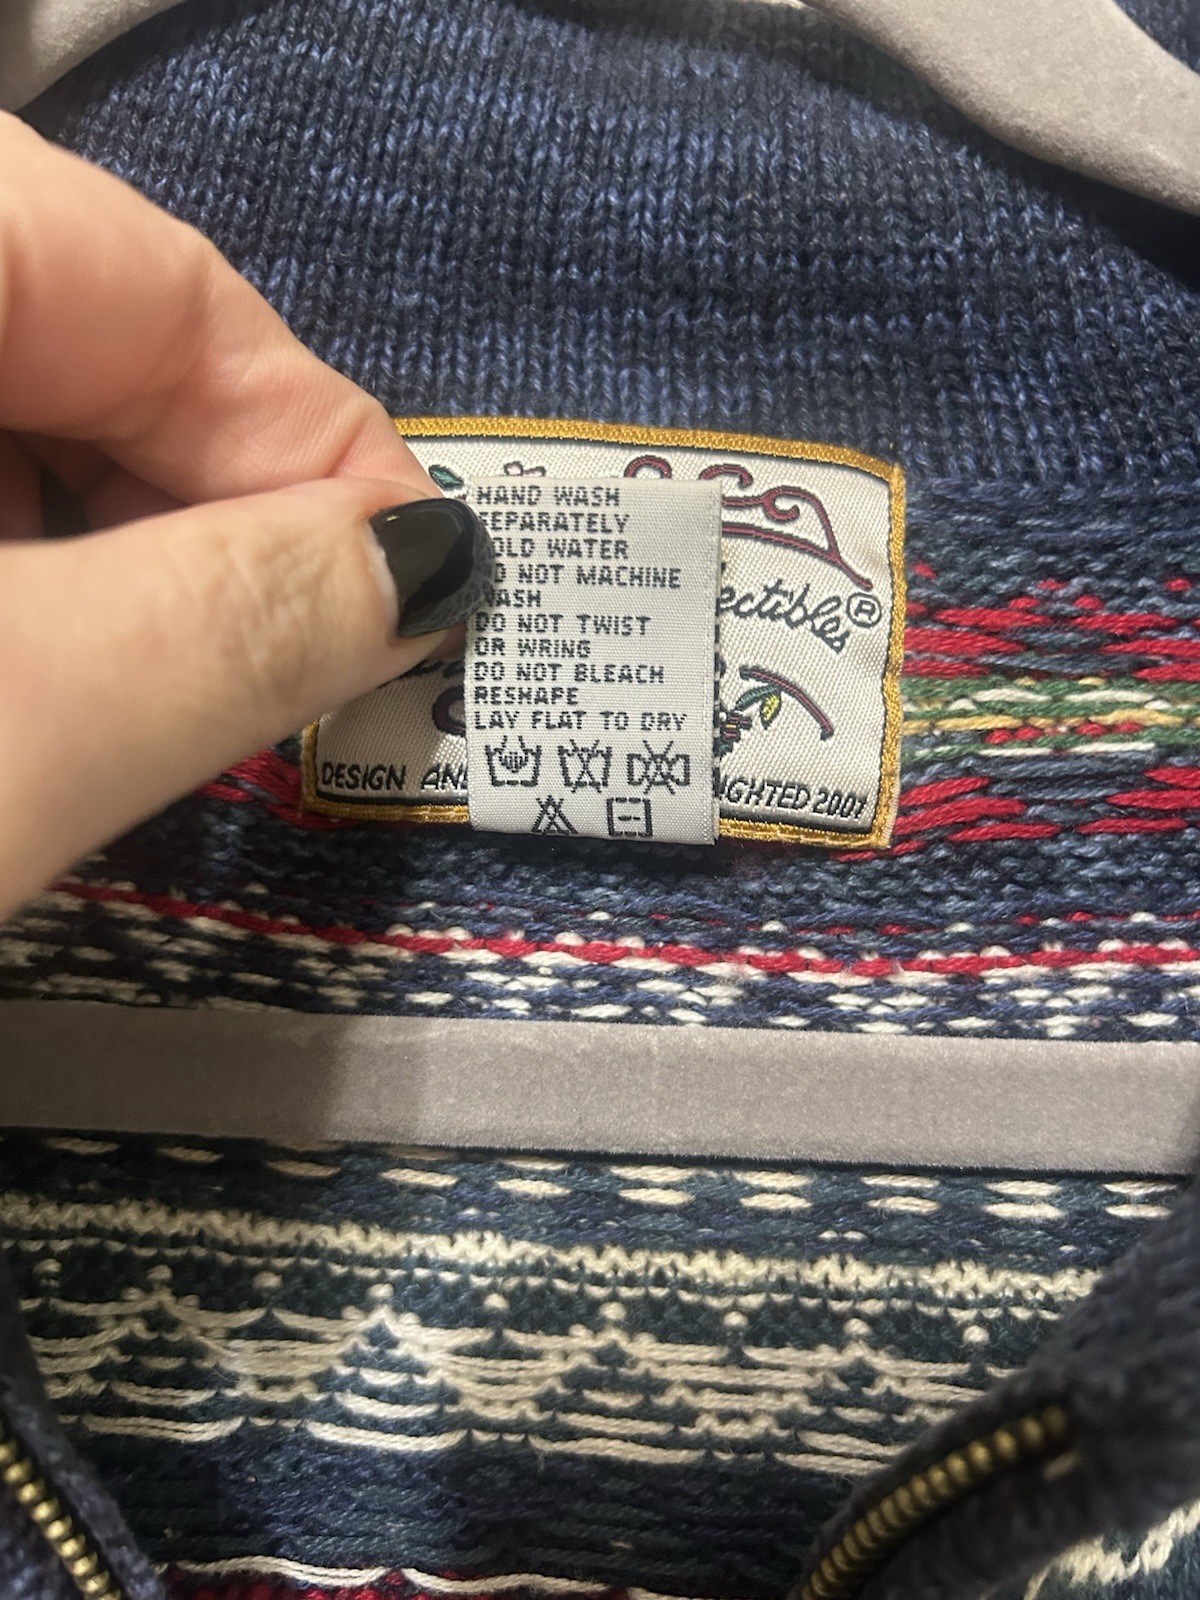 HAND WASH
SEPARATELY
OLD WATER
O NOT MACHINE
WASH
DO NOT TWIST
OR WRING
DO NOT BLEACH
RESHAPE
LAY FLAT TO DRY
ectibles®
DESIGN AN
IGHTED 2001